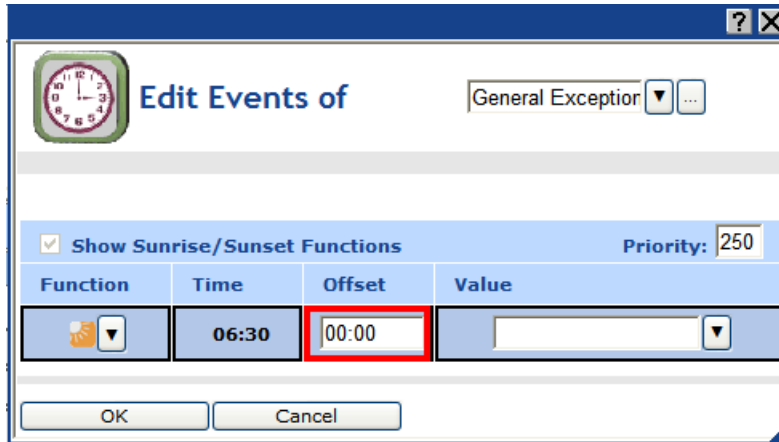 ? X
Edit Events of
General Exception ...
Show Sunrise/Sunset Functions Priority: 250
Function Time Offset Value
06:30 00:00
OK Cancel